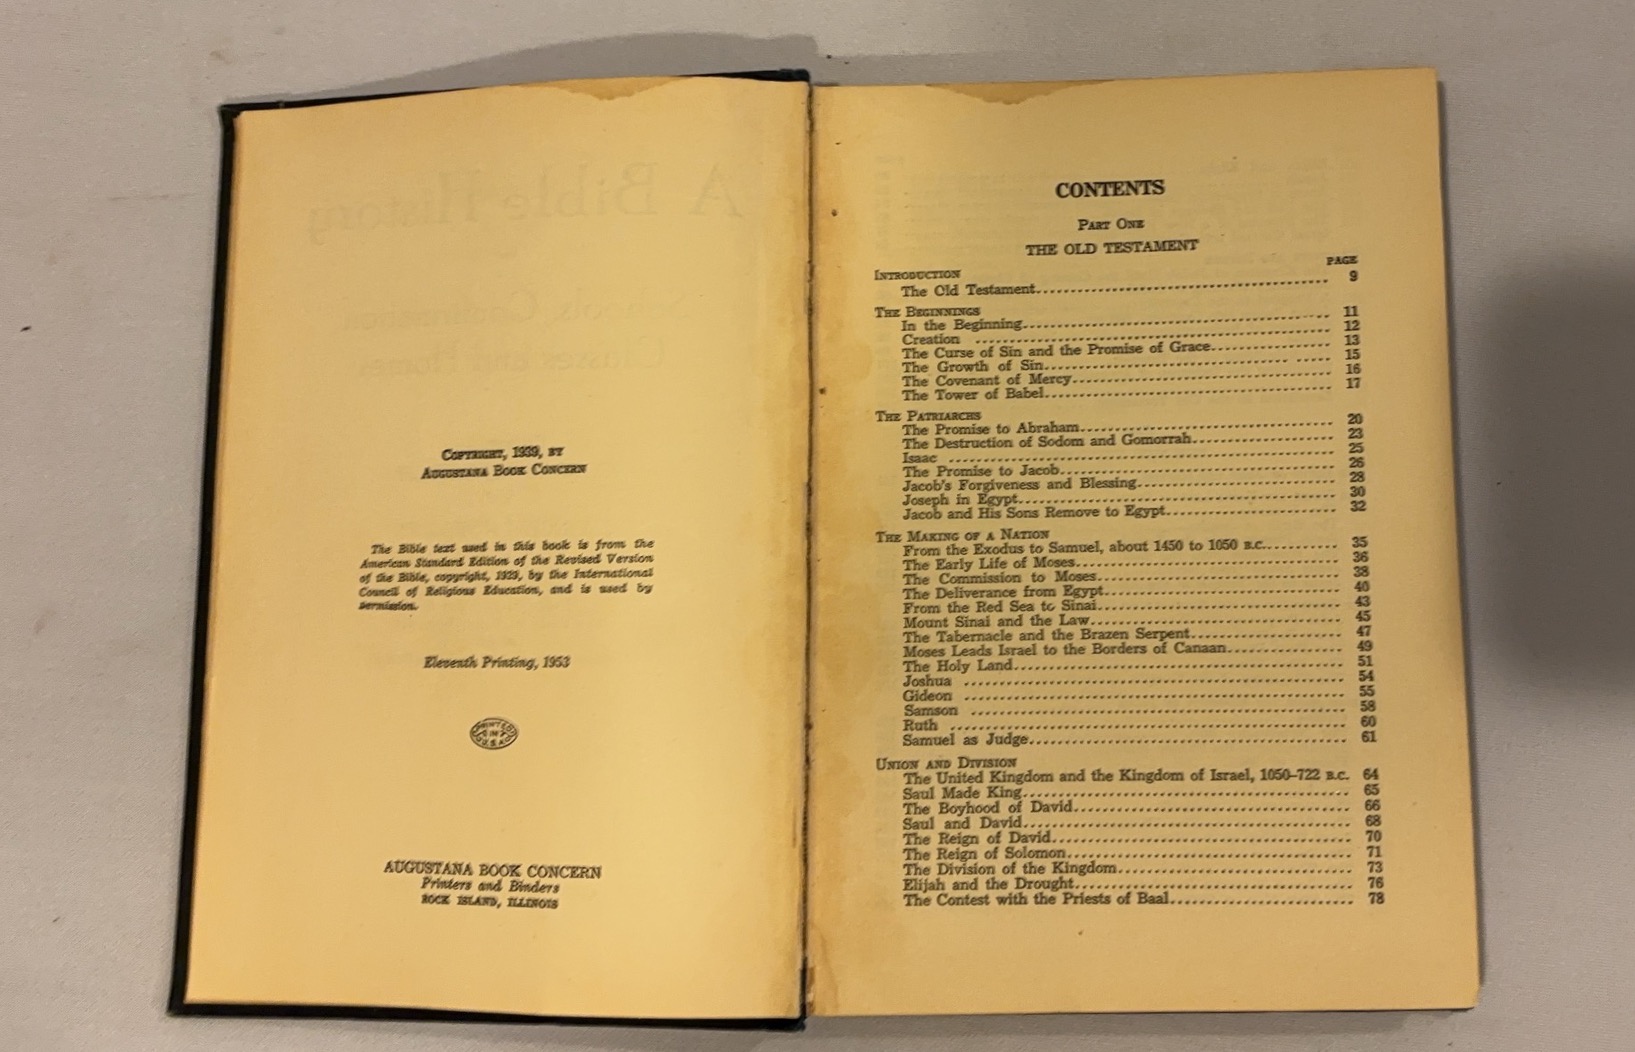 COPYRIGHT, 1939, BY
AUGUSTANA BOOK CONCERN
The Bible text used in this book is from the
American Standard Edition of the Revised Version
of the Bible, copyright, 1929, by the International
Council of Religious Education, and is used by
permission.
Eleventh Printing, 1953
PRINTED
IN
U.S.A.
AUGUSTANA BOOK CONCERN
Printers and Binders
ROCK ISLAND, ILLINOIS
CONTENTS
PART ONE
THE OLD TESTAMENT
PAGE
INTRODUCTION
The Old Testament 9
THE BEGINNINGS
In the Beginning 11
Creation 12
The Curse of Sin and the Promise of Grace 13
The Growth of Sin 15
The Covenant of Mercy 16
The Tower of Babel 17
THE PATRIARCHS
The Promise to Abraham 20
The Destruction of Sodom and Gomorrah 23
Isaac 25
The Promise to Jacob 26
Jacob's Forgiveness and Blessing 28
Joseph in Egypt 30
Jacob and His Sons Remove to Egypt 32
THE MAKING OF A NATION
From the Exodus to Samuel, about 1450 to 1050 B.C. 35
The Early Life of Moses 36
The Commission to Moses 38
The Deliverance from Egypt 40
From the Red Sea to Sinai 43
Mount Sinai and the Law 45
The Tabernacle and the Brazen Serpent 47
Moses Leads Israel to the Borders of Canaan 49
The Holy Land 51
Joshua 54
Gideon 55
Samson 58
Ruth 60
Samuel as Judge 61
UNION AND DIVISION
The United Kingdom and the Kingdom of Israel, 1050–722 B.C. 64
Saul Made King 65
The Boyhood of David 66
Saul and David 68
The Reign of David 70
The Reign of Solomon 71
The Division of the Kingdom 73
Elijah and the Drought 76
The Contest with the Priests of Baal 78